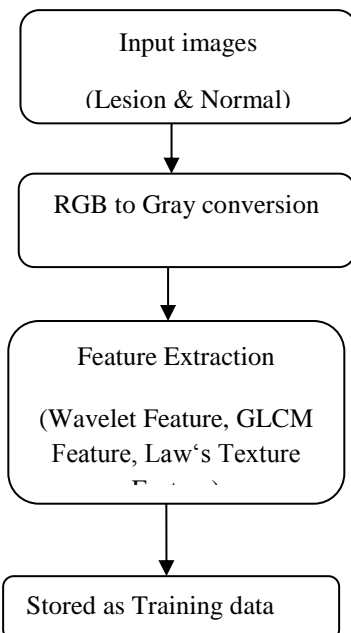 Input images
(Lesion & Normal)
RGB to Gray conversion
Feature Extraction
(Wavelet Feature, GLCM
Feature, Law‘s Texture
Feature)
Stored as Training data